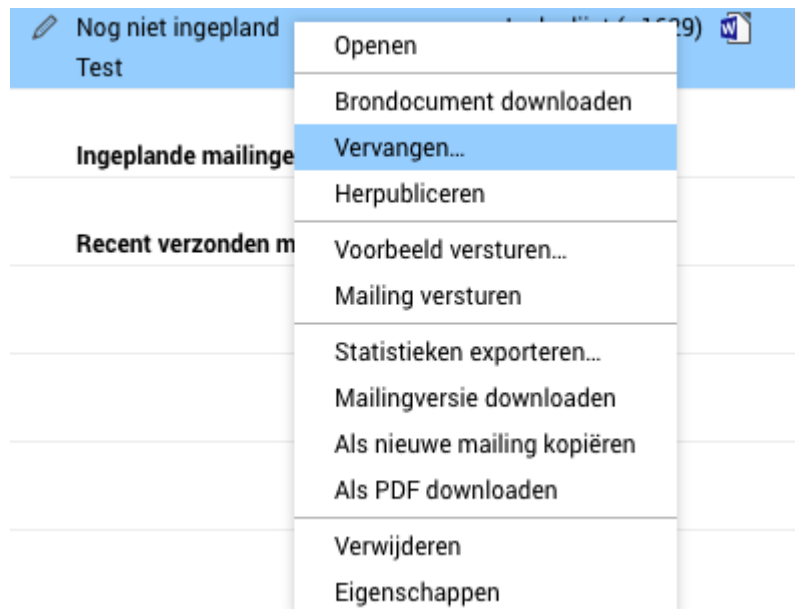 Nog niet ingepland
Test
Ingeplande mailinge
Recent verzonden m
9)
Openen
Brondocument downloaden
Vervangen…
Herpubliceren
Voorbeeld versturen…
Mailing versturen
Statistieken exporteren…
Mailingversie downloaden
Als nieuwe mailing kopiëren
Als PDF downloaden
Verwijderen
Eigenschappen